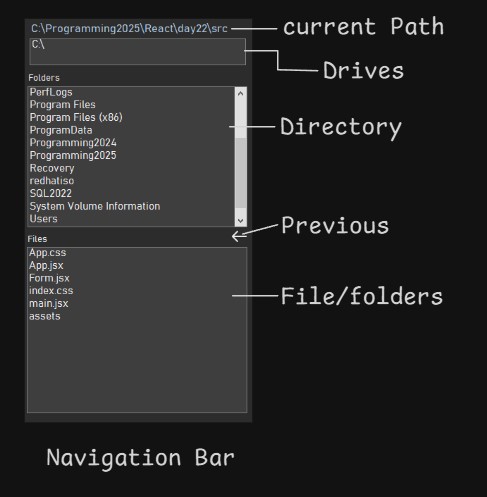 C:\Programming2025\React\day22\src
current Path
C:\
Drives
Folders
PerfLogs
Program Files
Program Files (x86)
ProgramData
Programming2024
Programming2025
Recovery
redhatiso
SQL2022
System Volume Information
Users
Directory
Previous
Files
App.css
App.jsx
Form.jsx
index.css
main.jsx
assets
File/folders
Navigation Bar